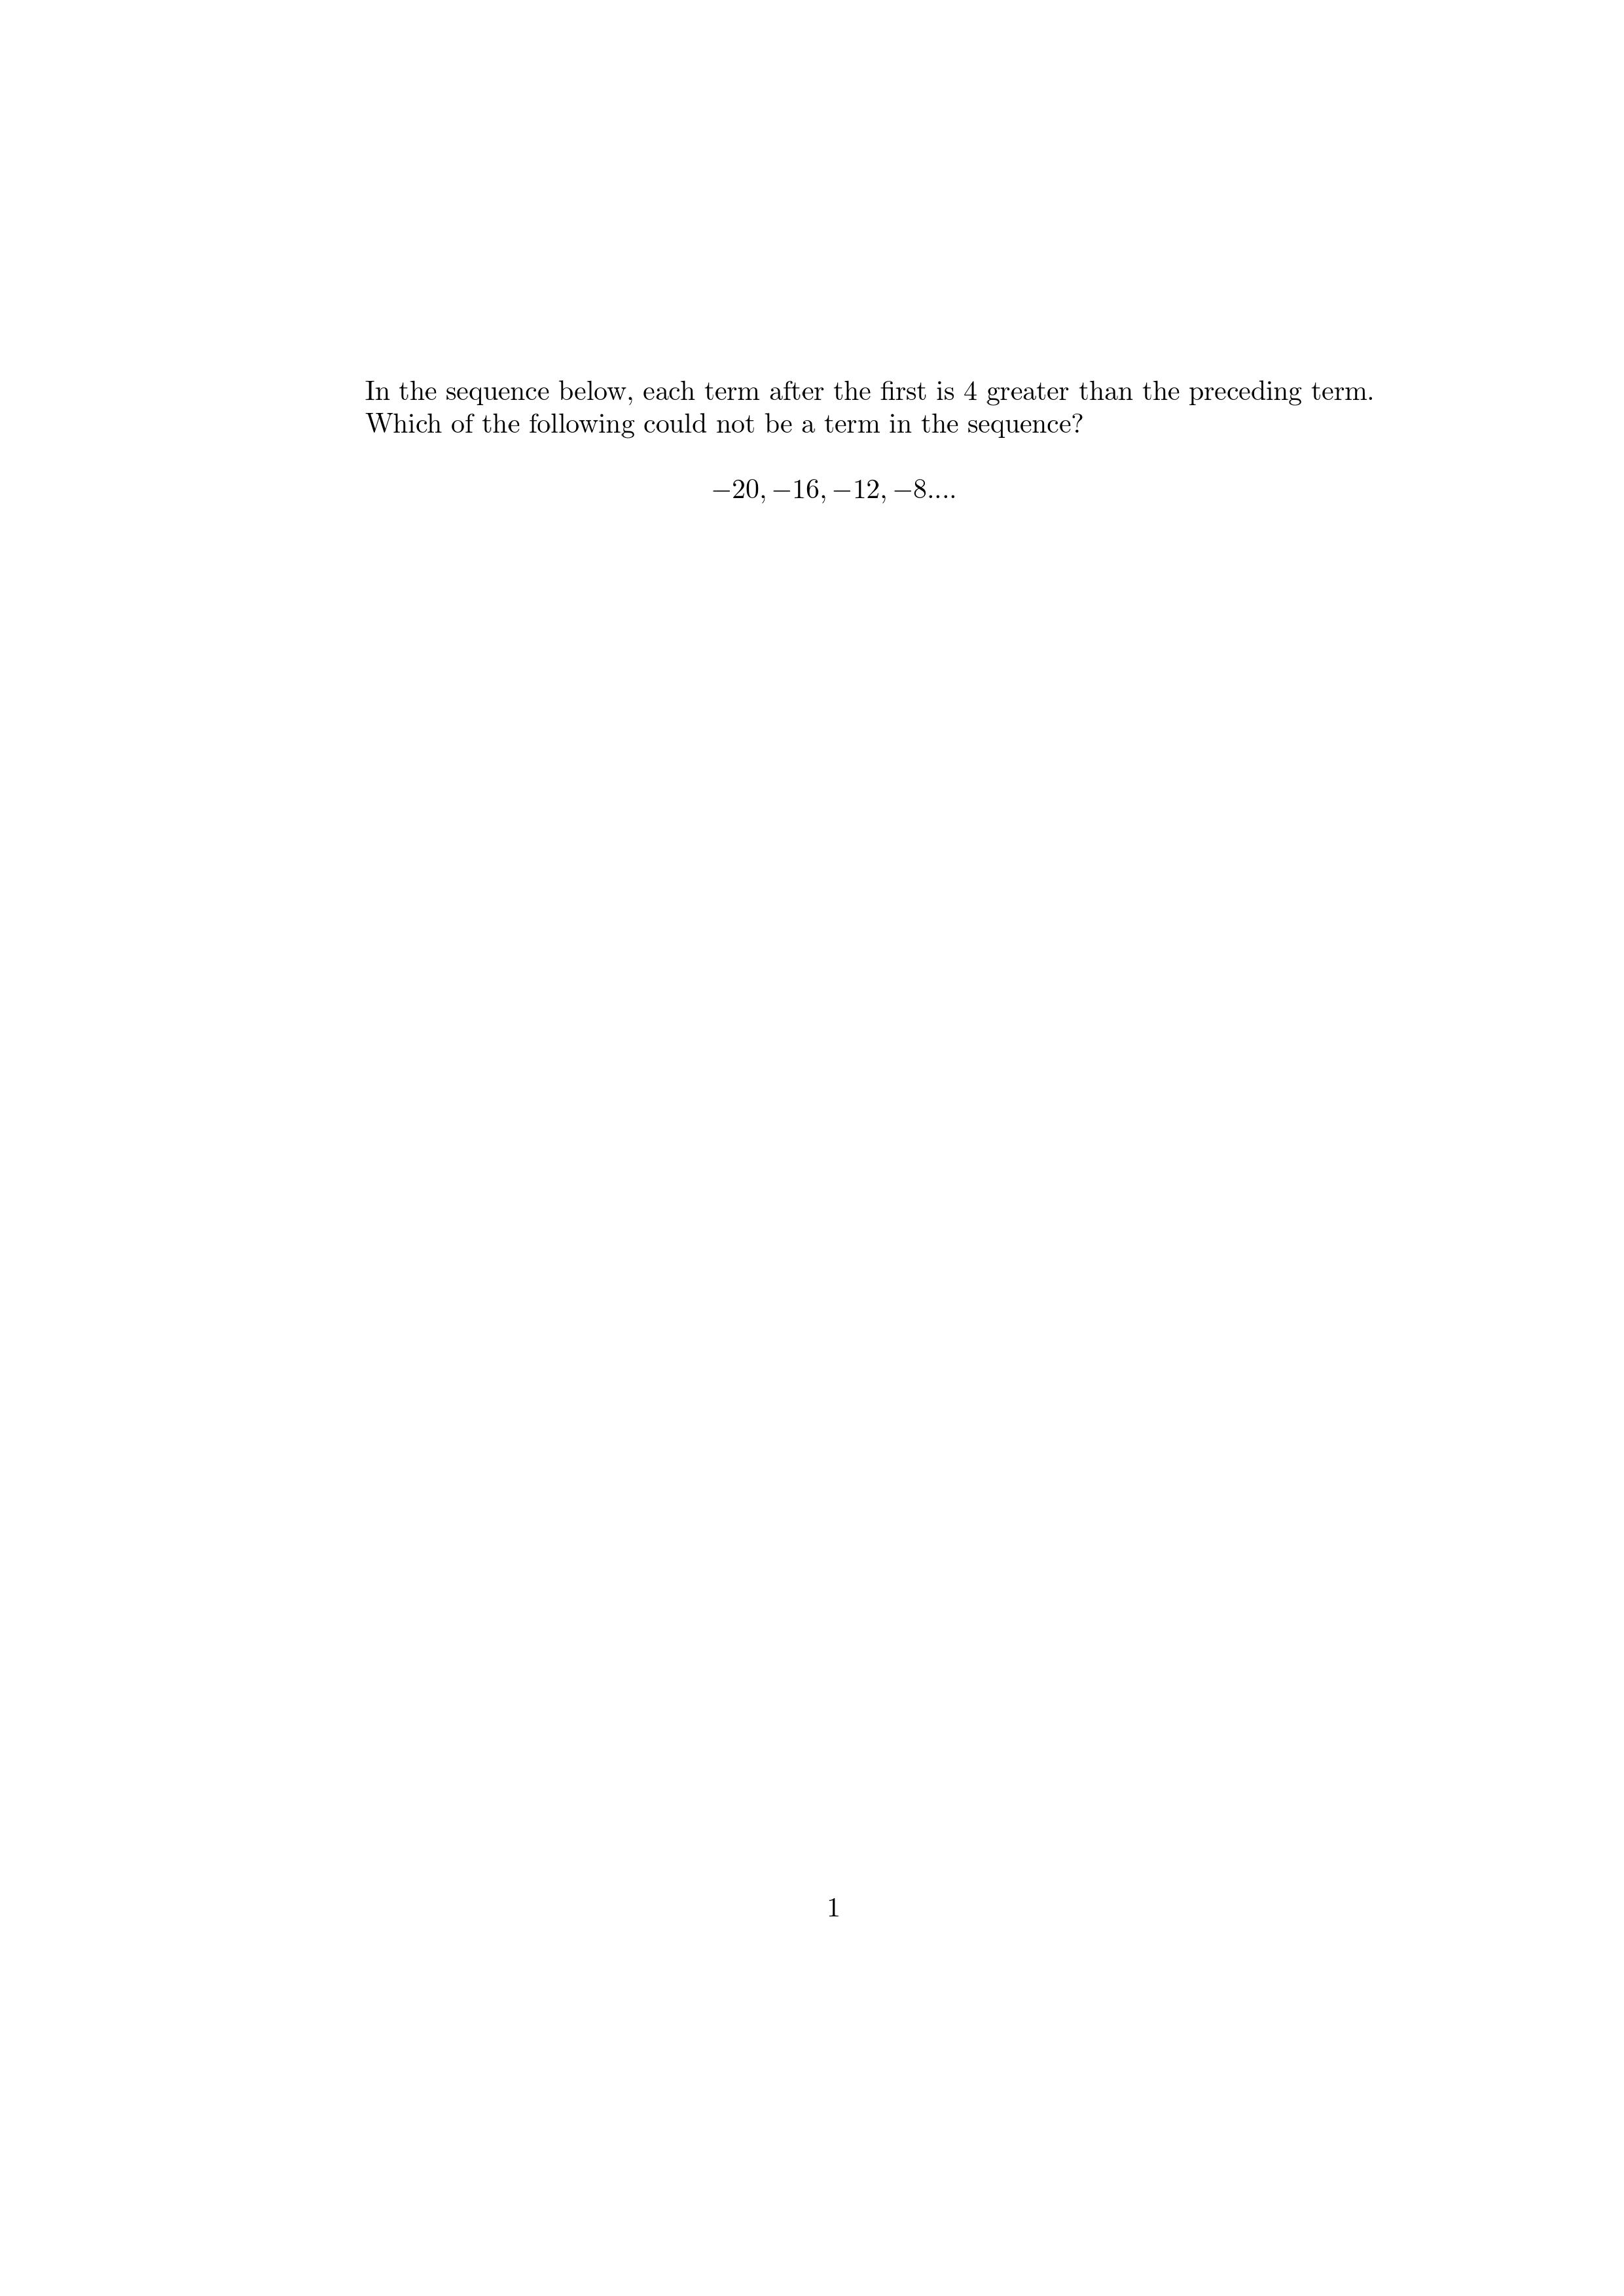 In the sequence below, each term after the first is 4 greater than the preceding term.
Which of the following could not be a term in the sequence?
−20, −16, −12, −8....
1